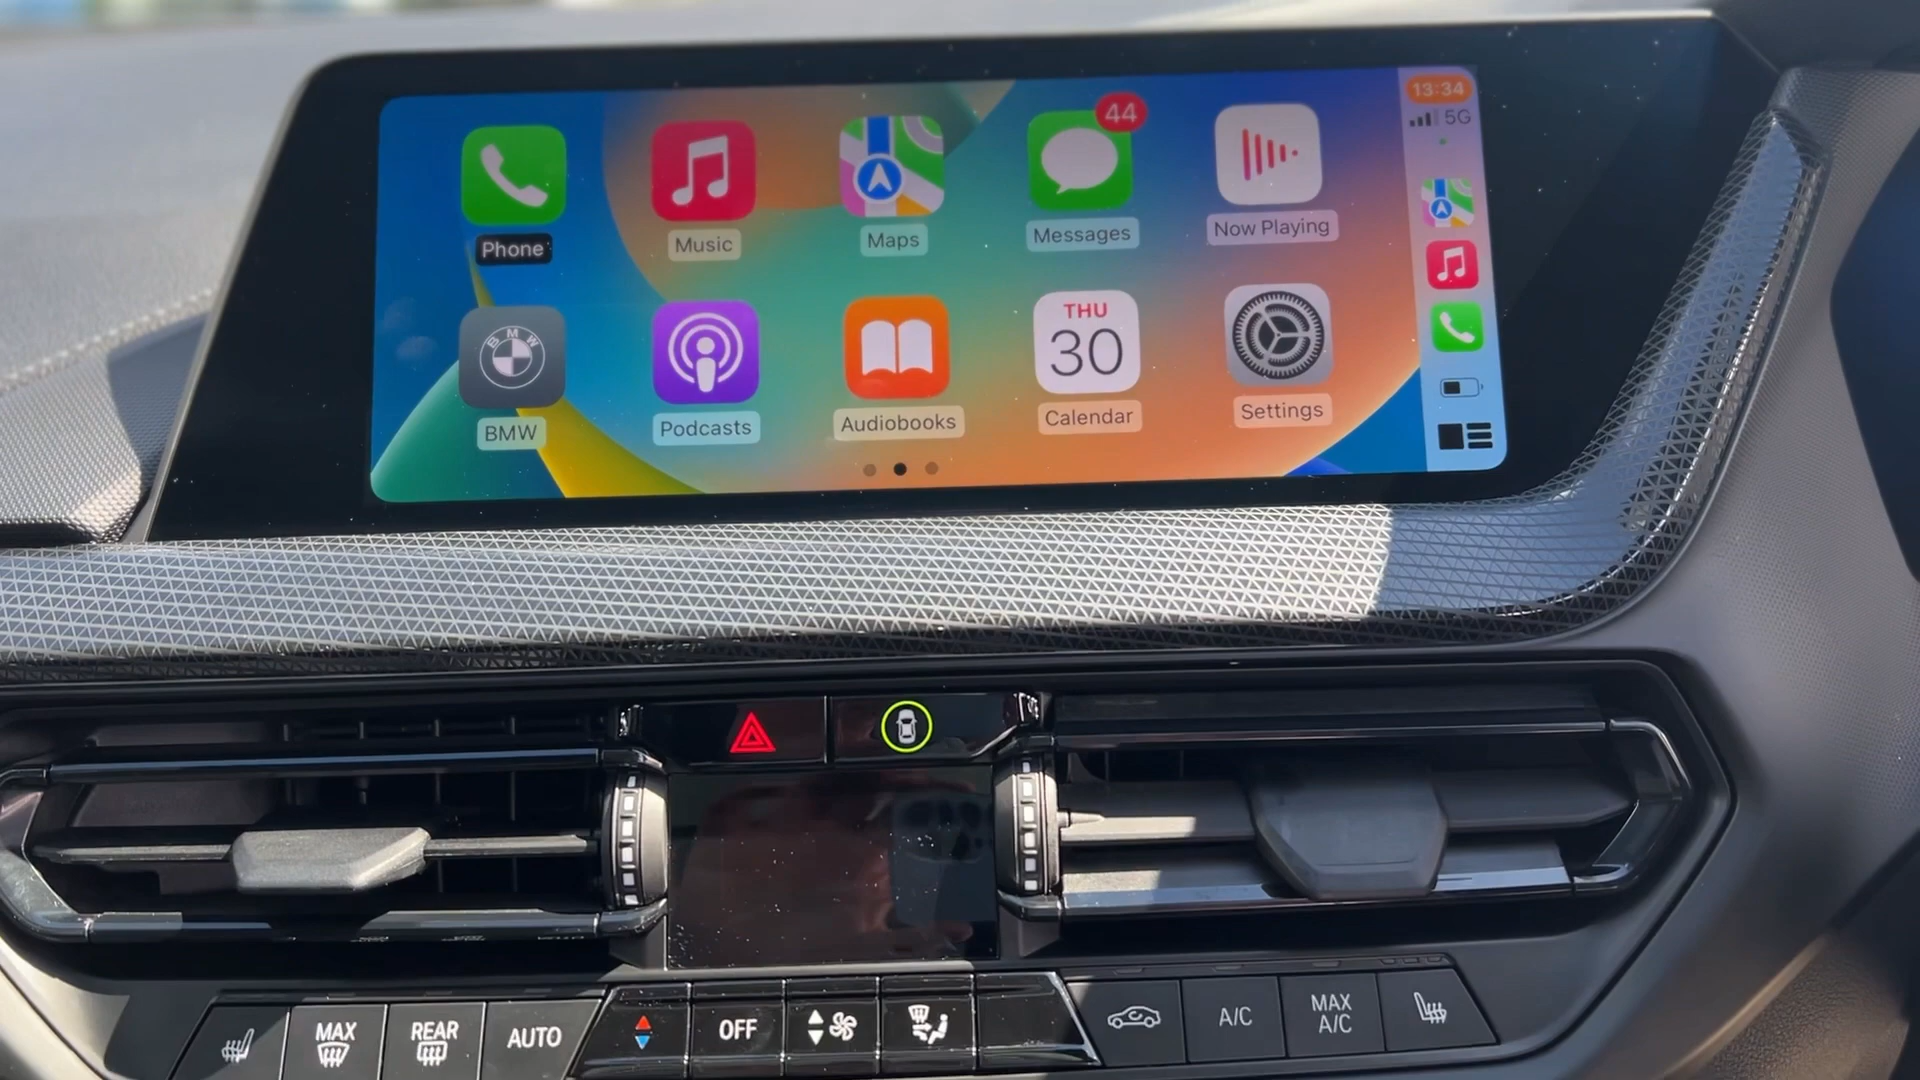 13:34
5G
44
Phone
Music
Maps
Messages
Now Playing
BMW
THU
30
BMW
Podcasts
Audiobooks
Calendar
Settings
MAX
REAR
AUTO
OFF
A/C
MAX
A/C